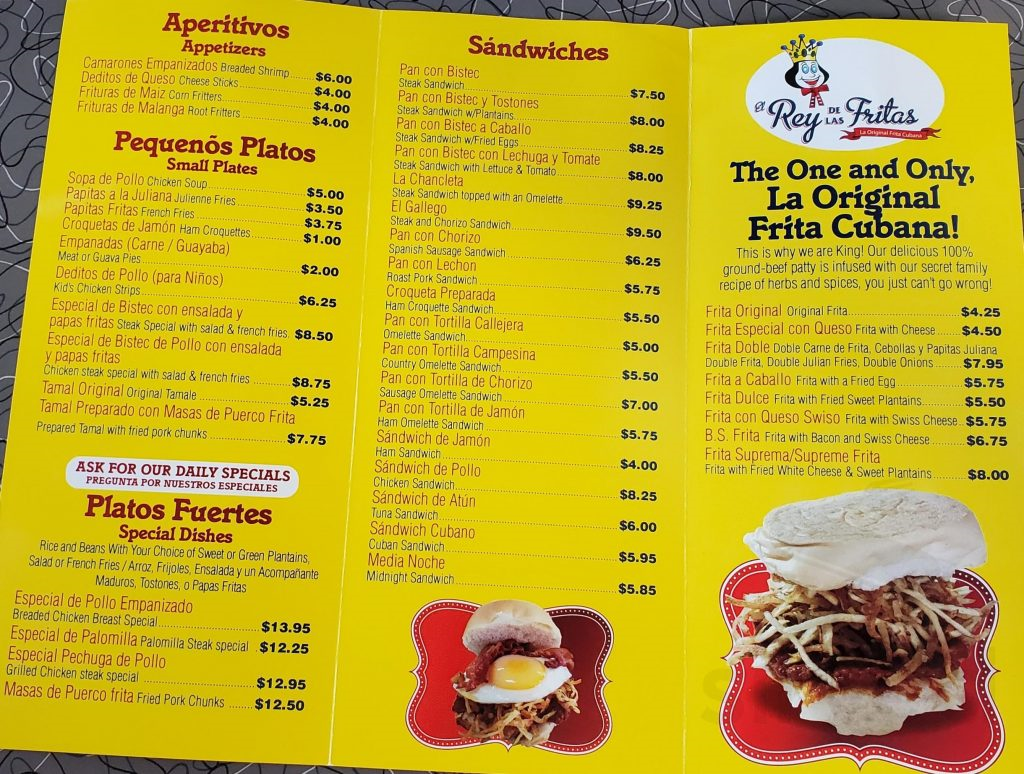 Aperitivos
Appetizers
Camarones Empanizados Breaded Shrimp $6.00
Deditos de Queso Cheese Sticks $4.00
Frituras de Maiz Corn Fritters $4.00
Frituras de Malanga Root Fritters $4.00
Pequenós Platos
Small Plates
Sopa de Pollo Chicken Soup $5.00
Papitas a la Juliana Julienne Fries $3.50
Papitas Fritas French Fries $3.75
Croquetas de Jamón Ham Croquettes $1.00
Empanadas (Carne / Guayaba)
Meat or Guava Pies $2.00
Deditos de Pollo (para Niños)
Kid's Chicken Strips $6.25
Especial de Bistec con ensalada y
papas fritas Steak Special with salad & french fries. $8.50
Especial de Bistec de Pollo con ensalada
y papas fritas
Chicken steak special with salad & french fries $8.75
Tamal Original Original Tamale $5.25
Tamal Preparado con Masas de Puerco Frita
Prepared Tamal with fried pork chunks $7.75
ASK FOR OUR DAILY SPECIALS
PREGUNTA POR NUESTROS ESPECIALES
Platos Fuertes
Special Dishes
Rice and Beans With Your Choice of Sweet or Green Plantains,
Salad or French Fries / Arroz, Frijoles, Ensalada y un Acompañante
Maduros, Tostones, o Papas Fritas
Especial de Pollo Empanizado
Breaded Chicken Breast Special $13.95
Especial de Palomilla Palomilla Steak special $12.25
Especial Pechuga de Pollo
Grilled Chicken steak special $12.95
Masas de Puerco frita Fried Pork Chunks $12.50
Sándwiches
Pan con Bistec
Steak Sandwich $7.50
Pan con Bistec y Tostones
Steak Sandwich w/Plantains $8.00
Pan con Bistec a Caballo
Steak Sandwich w/Fried Eggs $8.25
Pan con Bistec con Lechuga y Tomate
Steak Sandwich with Lettuce & Tomato $8.00
La Chancleta
Steak Sandwich topped with an Omelette $9.25
El Gallego
Steak and Chorizo Sandwich $9.50
Pan con Chorizo
Spanish Sausage Sandwich $6.25
Pan con Lechon
Roast Pork Sandwich $5.75
Croqueta Preparada
Ham Croquette Sandwich $5.50
Pan con Tortilla Callejera
Omelette Sandwich $5.00
Pan con Tortilla Campesina
Country Omelette Sandwich $5.50
Pan con Tortilla de Chorizo
Sausage Omelette Sandwich $7.00
Pan con Tortilla de Jamón
Ham Omelette Sandwich $5.75
Sándwich de Jamón
Ham Sandwich $4.00
Sándwich de Pollo
Chicken Sandwich $8.25
Sándwich de Atún
Tuna Sandwich $6.00
Sándwich Cubano
Cuban Sandwich $5.95
Media Noche
Midnight Sandwich $5.85
El Rey DE LAS Fritas
La Original Frita Cubana
The One and Only,
La Original
Frita Cubana!
This is why we are King! Our delicious 100%
ground-beef patty is infused with our secret family
recipe of herbs and spices, you just can't go wrong!
Frita Original Original Frita $4.25
Frita Especial con Queso Frita with Cheese $4.50
Frita Doble Doble Carne de Frita, Cebollas y Papitas Juliana
Double Frita, Double Julian Fries, Double Onions $7.95
Frita a Caballo Frita with a Fried Egg $5.75
Frita Dulce Frita with Fried Sweet Plantains $5.50
Frita con Queso Swiso Frita with Swiss Cheese $5.75
B.S. Frita Frita with Bacon and Swiss Cheese $6.75
Frita Suprema/Supreme Frita
Frita with Fried White Cheese & Sweet Plantains $8.00